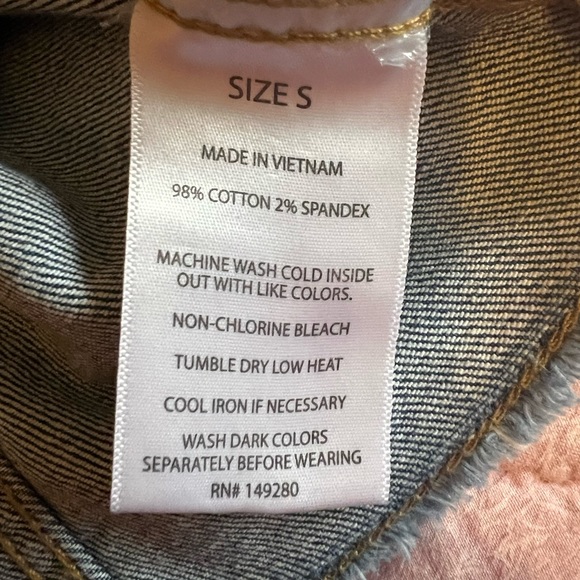 SIZE S
MADE IN VIETNAM
98% COTTON 2% SPANDEX
MACHINE WASH COLD INSIDE
OUT WITH LIKE COLORS.
NON-CHLORINE BLEACH
TUMBLE DRY LOW HEAT
COOL IRON IF NECESSARY
WASH DARK COLORS
SEPARATELY BEFORE WEARING
RN# 149280